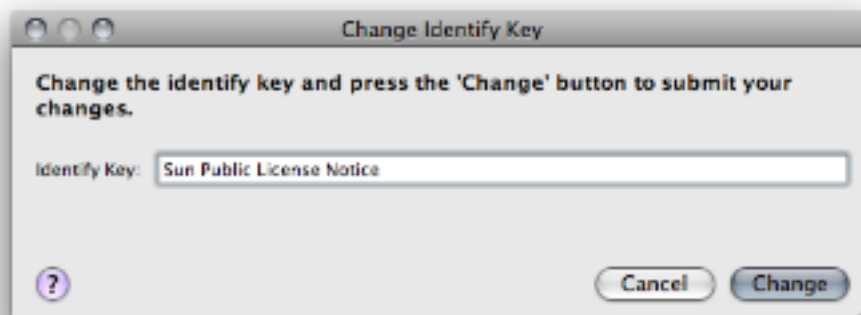 Change Identify Key
Change the identify key and press the 'Change' button to submit your
changes.
Identify Key: Sun Public License Notice
? Cancel Change